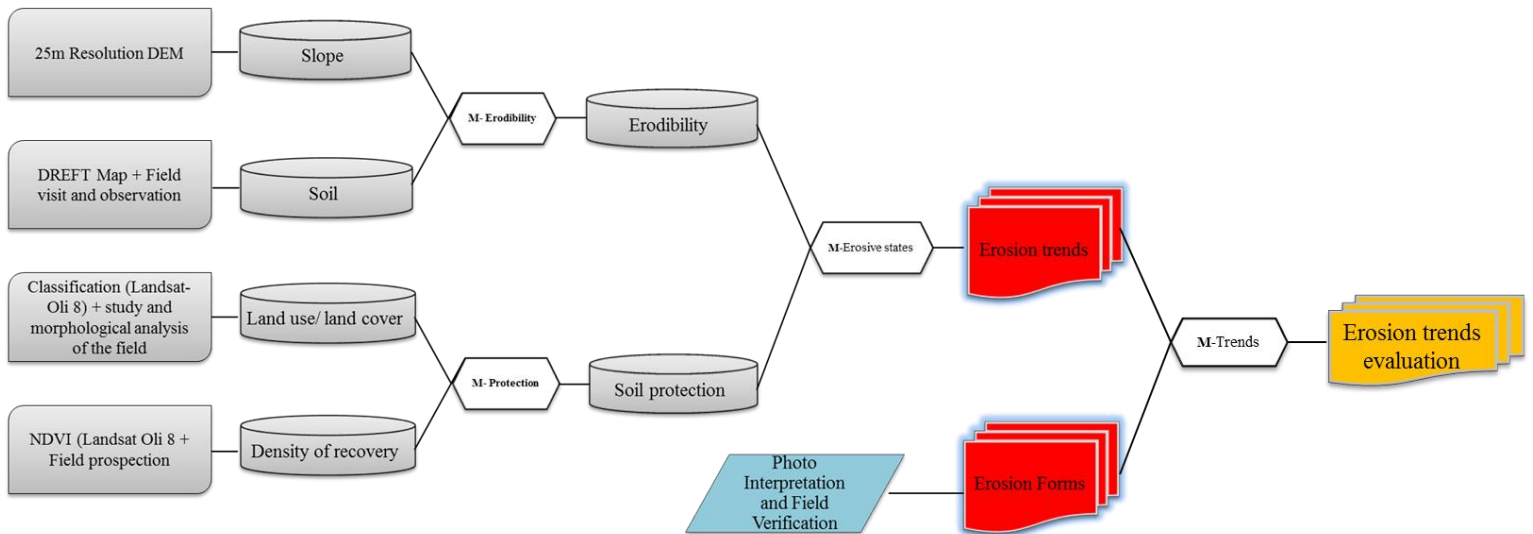 25m Resolution DEM
Slope
M- Erodibility
Erodibility
DREFT Map + Field
visit and observation
Soil
M-Erosive states
Erosion trends
Classification (Landsat-
Oli 8) + study and
morphological analysis
of the field
Land use/ land cover
M- Protection
Soil protection
M-Trends
Erosion trends
evaluation
NDVI (Landsat Oli 8 +
Field prospection
Density of recovery
Photo
Interpretation
and Field
Verification
Erosion Forms